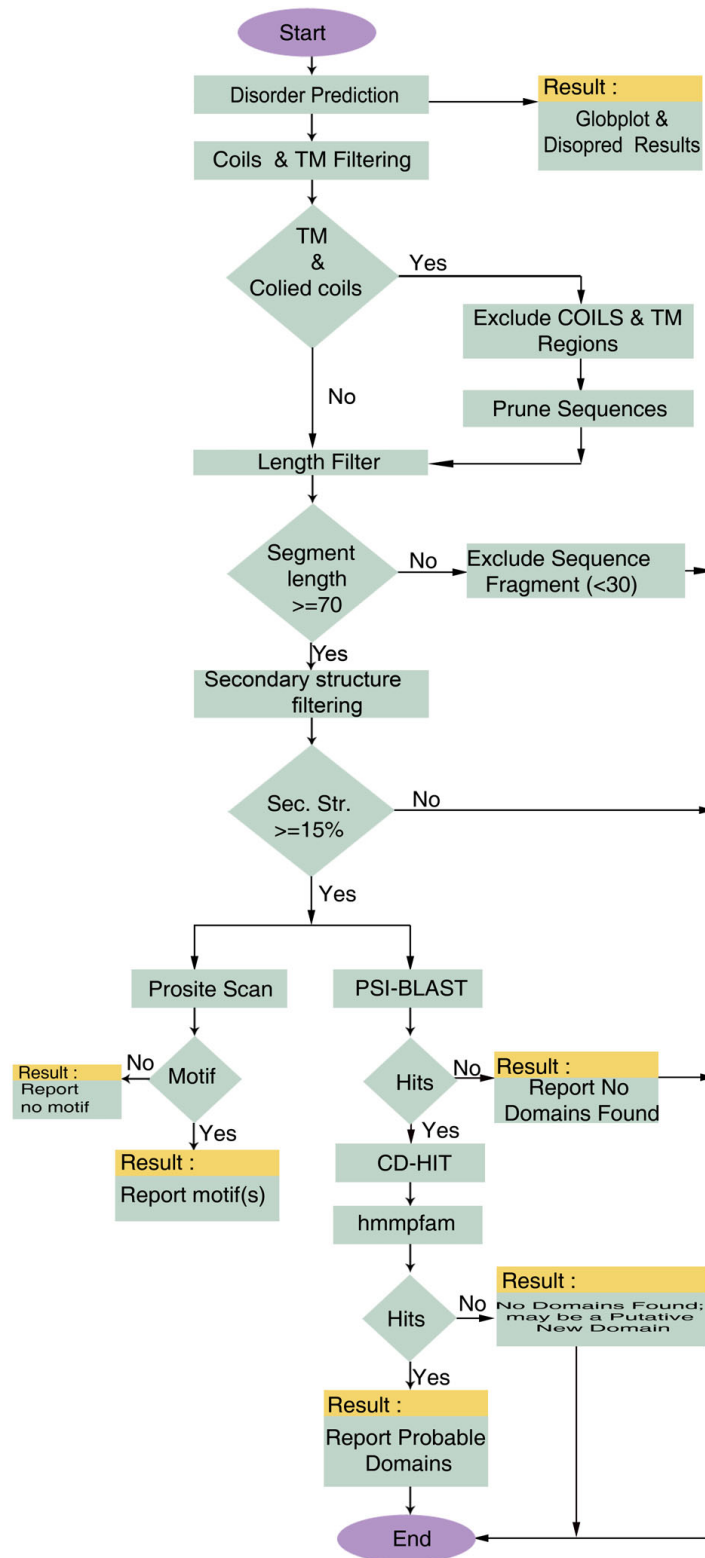 Start
Disorder Prediction
Result :
Globplot &
Disopred Results
Coils & TM Filtering
TM
&
Colied coils
Yes
Exclude COILS & TM
Regions
No
Prune Sequences
Length Filter
Segment
length
>=70
No
Exclude Sequence
Fragment (<30)
Yes
Secondary structure
filtering
Sec. Str.
>=15%
No
Yes
Prosite Scan
PSI-BLAST
Motif
No
Result :
Report
no motif
Yes
Result :
Report motif(s)
Hits
No
Result :
Report No
Domains Found
Yes
CD-HIT
hmmpfam
Hits
No
Result :
No Domains Found;
may be a Putative
New Domain
Yes
Result :
Report Probable
Domains
End